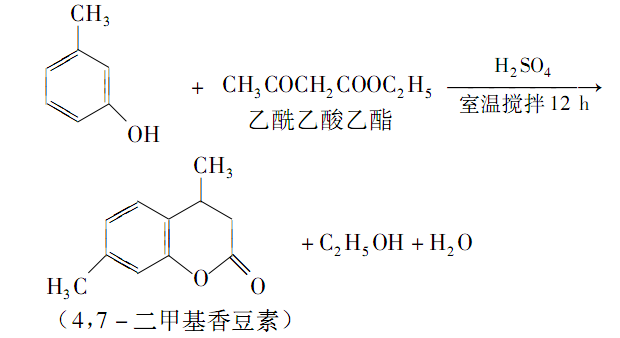 CH₃
OH
+ CH₃COCH₂COOC₂H₅
乙酰乙酸乙酯
H₂SO₄
室温搅拌 12 h
CH₃
H₃C
O
O
+ C₂H₅OH + H₂O
(4,7-二甲基香豆素)